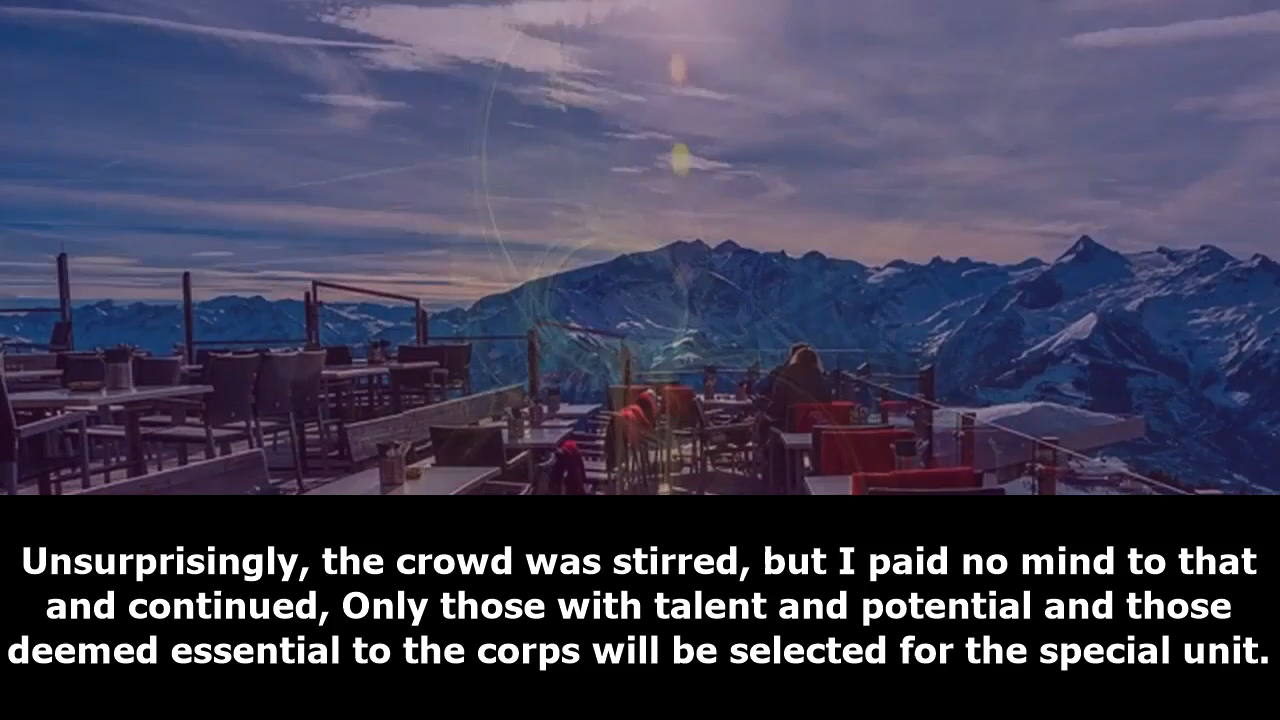 Unsurprisingly, the crowd was stirred, but I paid no mind to that
and continued, Only those with talent and potential and those
deemed essential to the corps will be selected for the special unit.